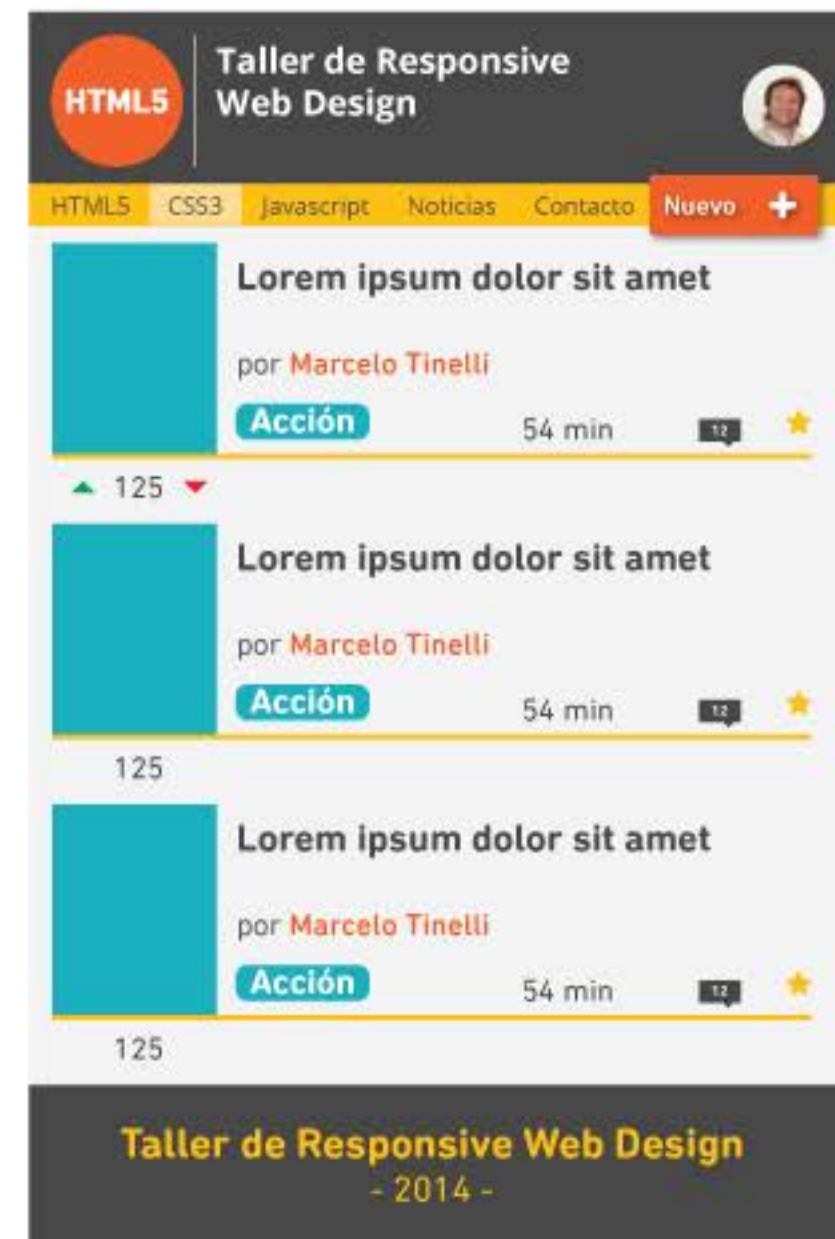 HTML5
Taller de Responsive
Web Design
HTML5 CSS3 Javascript Noticias Contacto Nuevo +
Lorem ipsum dolor sit amet
por Marcelo Tinelli
Acción 54 min 12
125
Lorem ipsum dolor sit amet
por Marcelo Tinelli
Acción 54 min 12
125
Lorem ipsum dolor sit amet
por Marcelo Tinelli
Acción 54 min 12
125
Taller de Responsive Web Design
- 2014 -